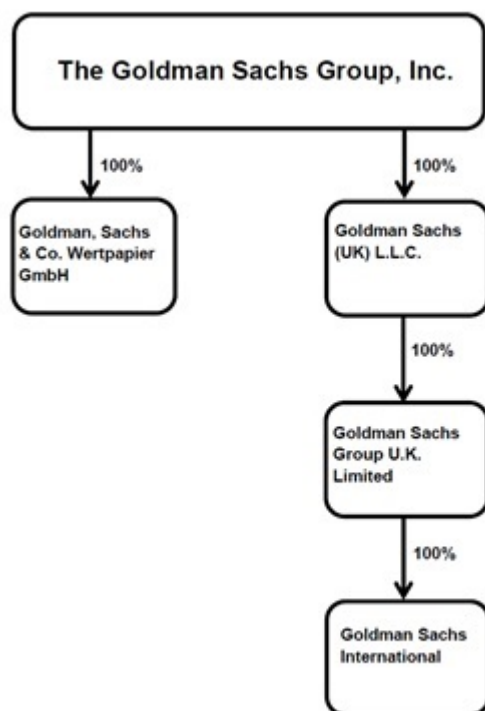 The Goldman Sachs Group, Inc.
100%
100%
Goldman, Sachs
& Co. Wertpapier
GmbH
Goldman Sachs
(UK) L.L.C.
100%
Goldman Sachs
Group U.K.
Limited
100%
Goldman Sachs
International